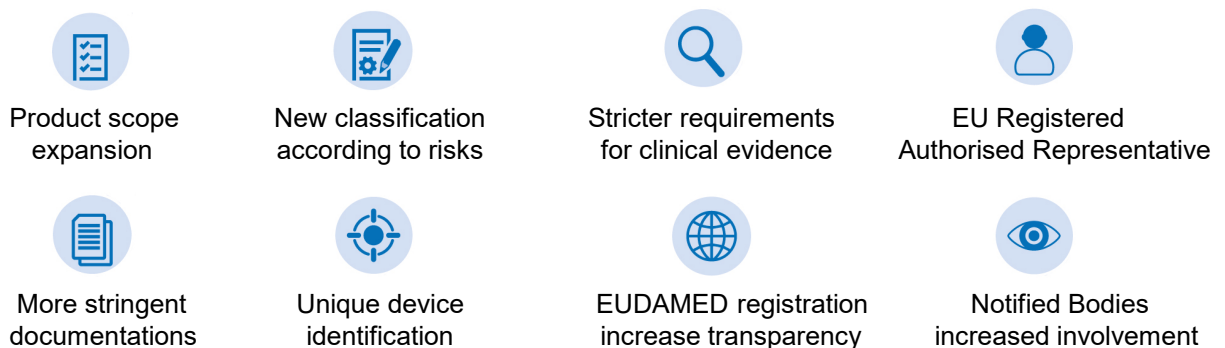 Product scope
expansion
New classification
according to risks
Stricter requirements
for clinical evidence
EU Registered
Authorised Representative
More stringent
documentations
Unique device
identification
EUDAMED registration
increase transparency
Notified Bodies
increased involvement